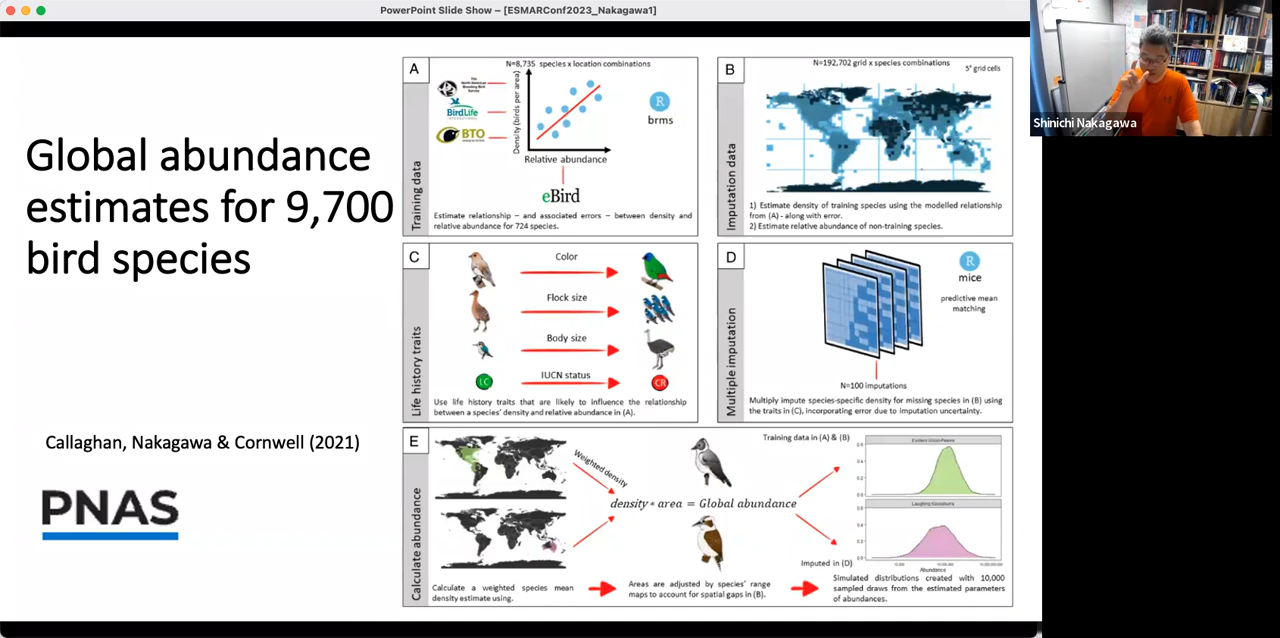 PowerPoint Slide Show – [ESMARConf2023_Nakagawa1]
Shinichi Nakagawa
Global abundance
estimates for 9,700
bird species
Callaghan, Nakagawa & Cornwell (2021)
PNAS
A
Training data
N=8,735 species x location combinations
BirdLife
INTERNATIONAL
BTO
Density (birds per area)
Relative abundance
R
brms
eBird
Estimate relationship – and associated errors – between density and
relative abundance for 724 species.
B
Imputation data
N=192,702 grid x species combinations
5° grid cells
1) Estimate density of training species using the modelled relationship
from (A) - along with error.
2) Estimate relative abundance of non-training species.
C
Life history traits
Color
Flock size
Body size
LC
IUCN status
CR
Use life history traits that are likely to influence the relationship
between a species' density and relative abundance in (A).
D
Multiple imputation
R
mice
predictive mean
matching
N=100 imputations
Multiply impute species-specific density for missing species in (B) using
the traits in (C), incorporating error due to imputation uncertainty.
E
Calculate abundance
Weighted density
density * area = Global abundance
Training data in (A) & (B)
Imputed in (D)
Abundance
Calculate a weighted species mean
density estimate using.
Areas are adjusted by species' range
maps to account for spatial gaps in (B).
Simulated distributions created with 10,000
sampled draws from the estimated parameters
of abundances.